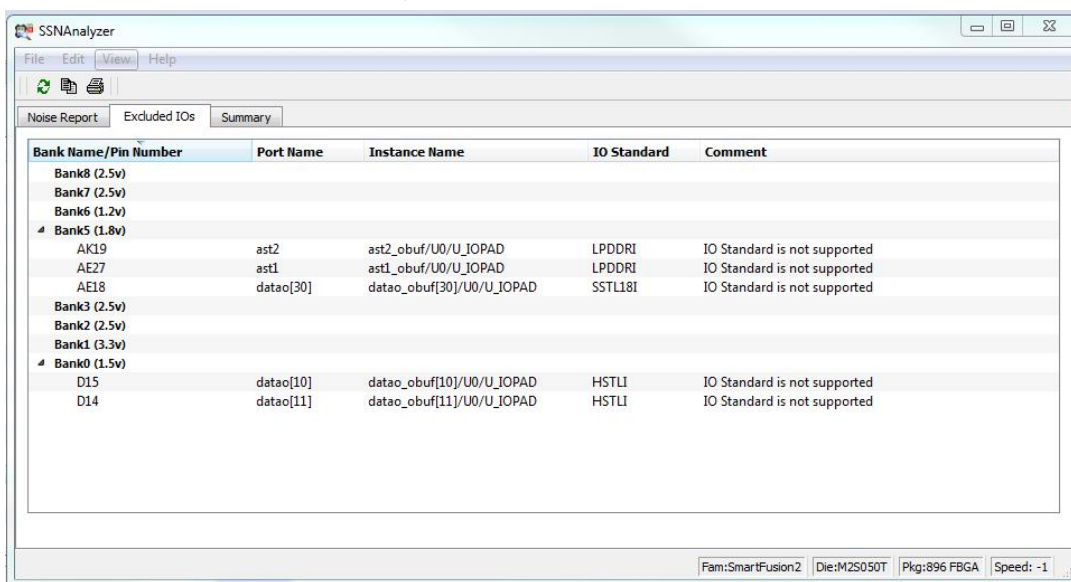 SSNAnalyzer
File Edit View Help
Noise Report Excluded IOs Summary
Bank Name/Pin Number Port Name Instance Name IO Standard Comment
Bank8 (2.5v)
Bank7 (2.5v)
Bank6 (1.2v)
Bank5 (1.8v)
AK19 ast2 ast2_obuf/U0/U_IOPAD LPDDRI IO Standard is not supported
AE27 ast1 ast1_obuf/U0/U_IOPAD LPDDRI IO Standard is not supported
AE18 datao[30] datao_obuf[30]/U0/U_IOPAD SSTL18I IO Standard is not supported
Bank3 (2.5v)
Bank2 (2.5v)
Bank1 (3.3v)
Bank0 (1.5v)
D15 datao[10] datao_obuf[10]/U0/U_IOPAD HSTLI IO Standard is not supported
D14 datao[11] datao_obuf[11]/U0/U_IOPAD HSTLI IO Standard is not supported
Fam:SmartFusion2 Die:M2S050T Pkg:896 FBGA Speed: -1